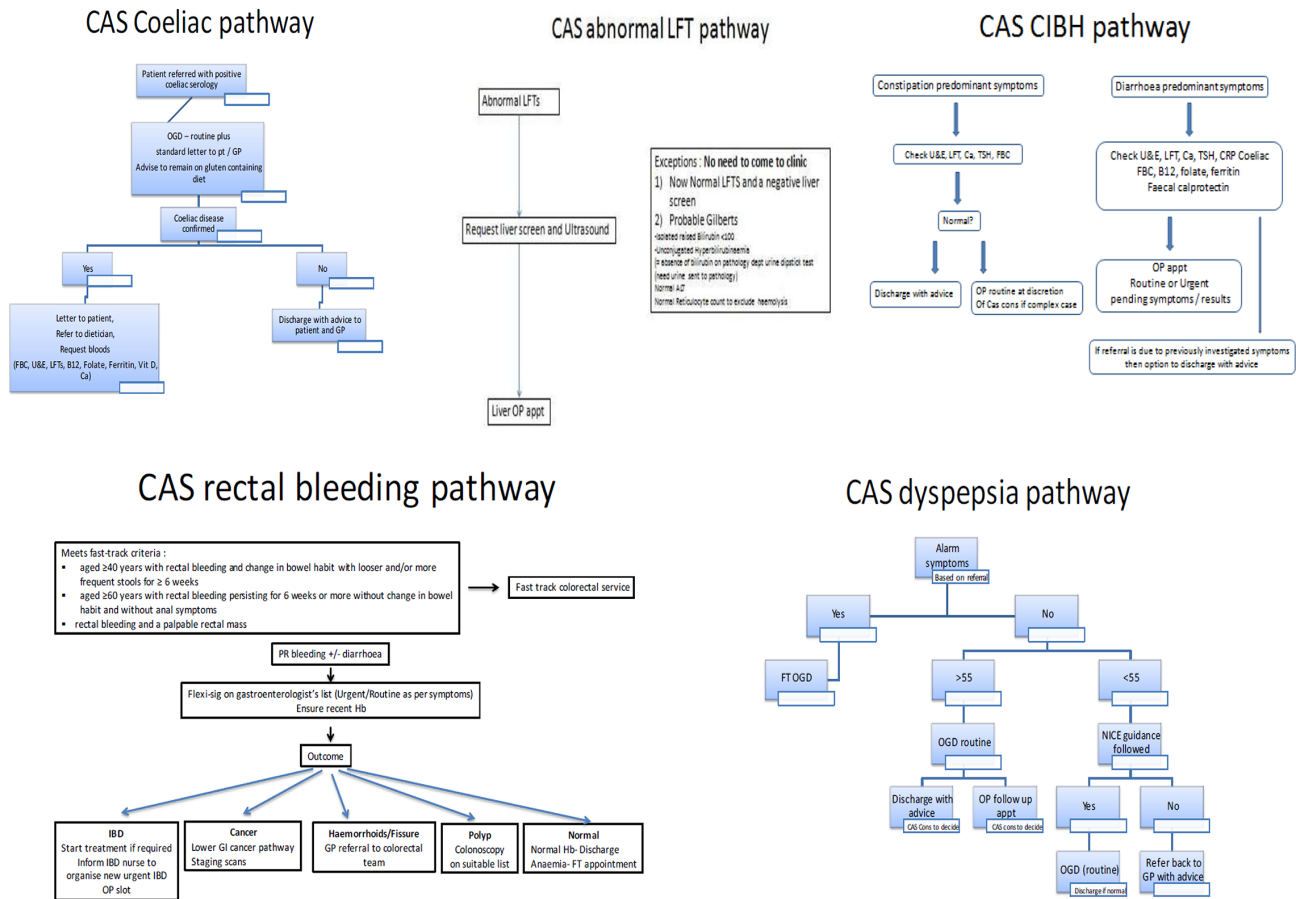 CAS Coeliac pathway
Patient referred with positive
coeliac serology
OGD – routine plus
standard letter to pt / GP
Advise to remain on gluten containing
diet
Coeliac disease
confirmed
Yes
No
Letter to patient,
Refer to dietician,
Request bloods
(FBC, U&E, LFTs, B12, Folate, Ferritin, Vit D,
Ca)
Discharge with advice to
patient and GP
CAS abnormal LFT pathway
Abnormal LFTs
Request liver screen and Ultrasound
Liver OP appt
Exceptions : No need to come to clinic
1) Now Normal LFTS and a negative liver
screen
2) Probable Gilberts
-Isolated raised Bilirubin <100
-Unconjugated Hyperbilirubinaemia
(= absence of bilirubin on pathology dept urine dipstick test
(need urine sent to pathology)
Normal ALT
Normal Reticulocyte count to exclude haemolysis
CAS CIBH pathway
Constipation predominant symptoms
Check U&E, LFT, Ca, TSH, FBC
Normal?
Discharge with advice
OP routine at discretion
Of Cas cons if complex case
Diarrhoea predominant symptoms
Check U&E, LFT, Ca, TSH, CRP Coeliac
FBC, B12, folate, ferritin
Faecal calprotectin
OP appt
Routine or Urgent
pending symptoms / results
If referral is due to previously investigated symptoms
then option to discharge with advice
CAS rectal bleeding pathway
Meets fast-track criteria :
▪ aged ≥40 years with rectal bleeding and change in bowel habit with looser and/or more
frequent stools for ≥ 6 weeks
▪ aged ≥60 years with rectal bleeding persisting for 6 weeks or more without change in bowel
habit and without anal symptoms
▪ rectal bleeding and a palpable rectal mass
Fast track colorectal service
PR bleeding +/- diarrhoea
Flexi-sig on gastroenterologist's list (Urgent/Routine as per symptoms)
Ensure recent Hb
Outcome
IBD
Start treatment if required
Inform IBD nurse to
organise new urgent IBD
OP slot
Cancer
Lower GI cancer pathway
Staging scans
Haemorrhoids/Fissure
GP referral to colorectal
team
Polyp
Colonoscopy
on suitable list
Normal
Normal Hb- Discharge
Anaemia- FT appointment
CAS dyspepsia pathway
Alarm
symptoms
Based on referral
Yes
No
FT OGD
>55
<55
OGD routine
NICE guidance
followed
Discharge with
advice
CAS Cons to decide
OP follow up
appt
CAS cons to decide
Yes
No
OGD (routine)
Discharge if normal
Refer back to
GP with advice